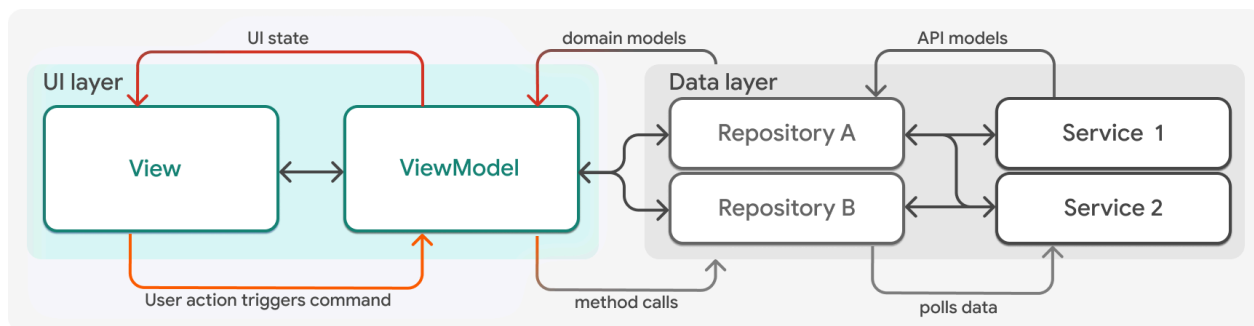 UI state
domain models
API models
UI layer
Data layer
View
ViewModel
Repository A
Service 1
Repository B
Service 2
User action triggers command
method calls
polls data